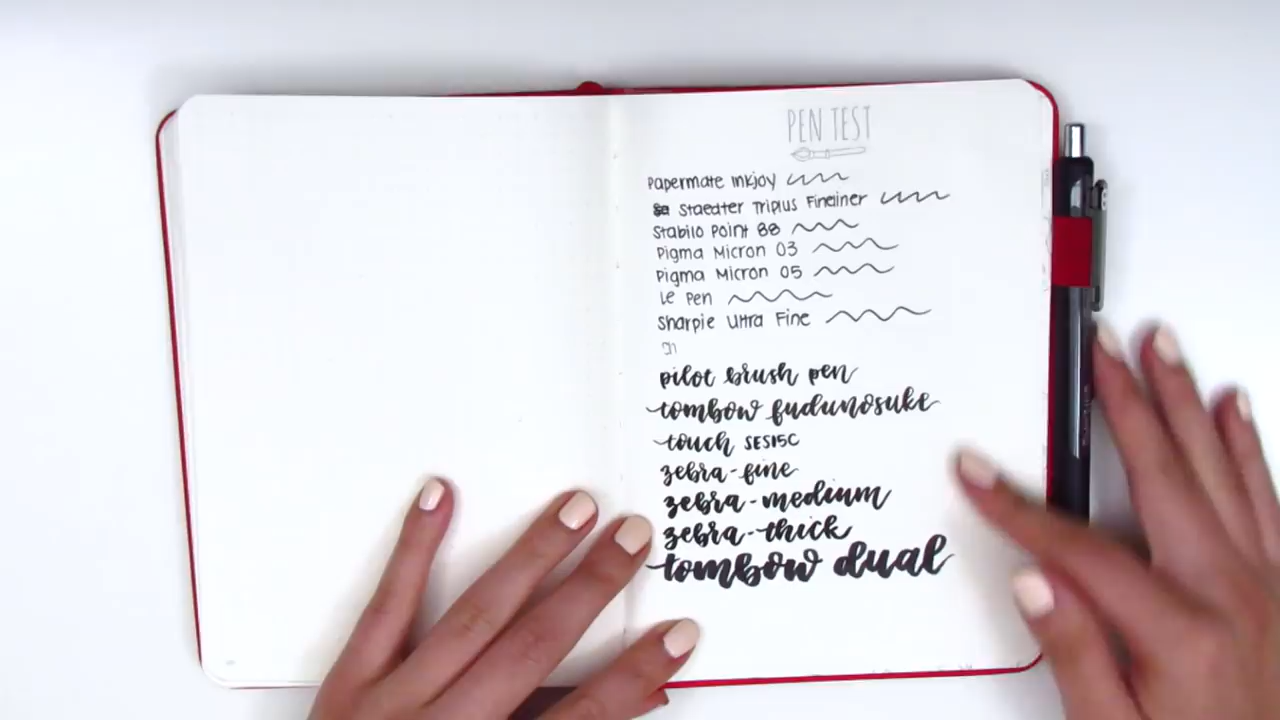 PEN TEST
Papermate Inkjoy
Staedter Triplus Fineliner
Stabilo Point 88
Pigma Micron 03
Pigma Micron 05
Le Pen
Sharpie Ultra Fine
pilot brush pen
tombow fudunosuke
touch SES15C
zebra-fine
zebra-medium
zebra-thick
tombow dual